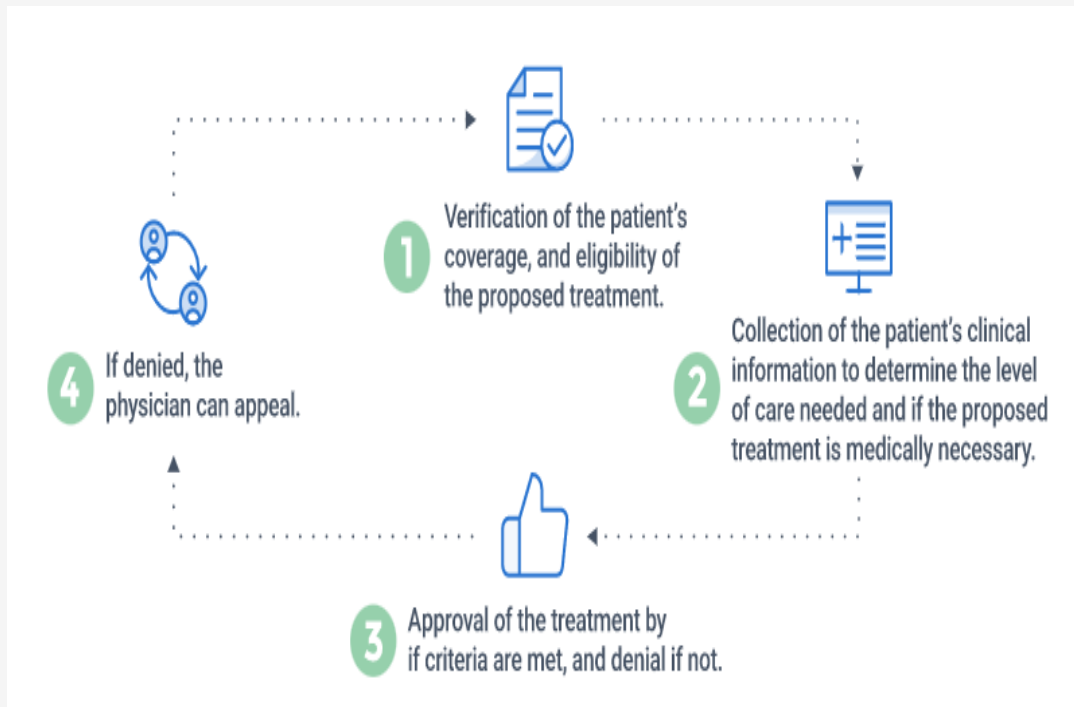 1
Verification of the patient's
coverage, and eligibility of
the proposed treatment.
2
Collection of the patient's clinical
information to determine the level
of care needed and if the proposed
treatment is medically necessary.
3
Approval of the treatment by
if criteria are met, and denial if not.
4
If denied, the
physician can appeal.